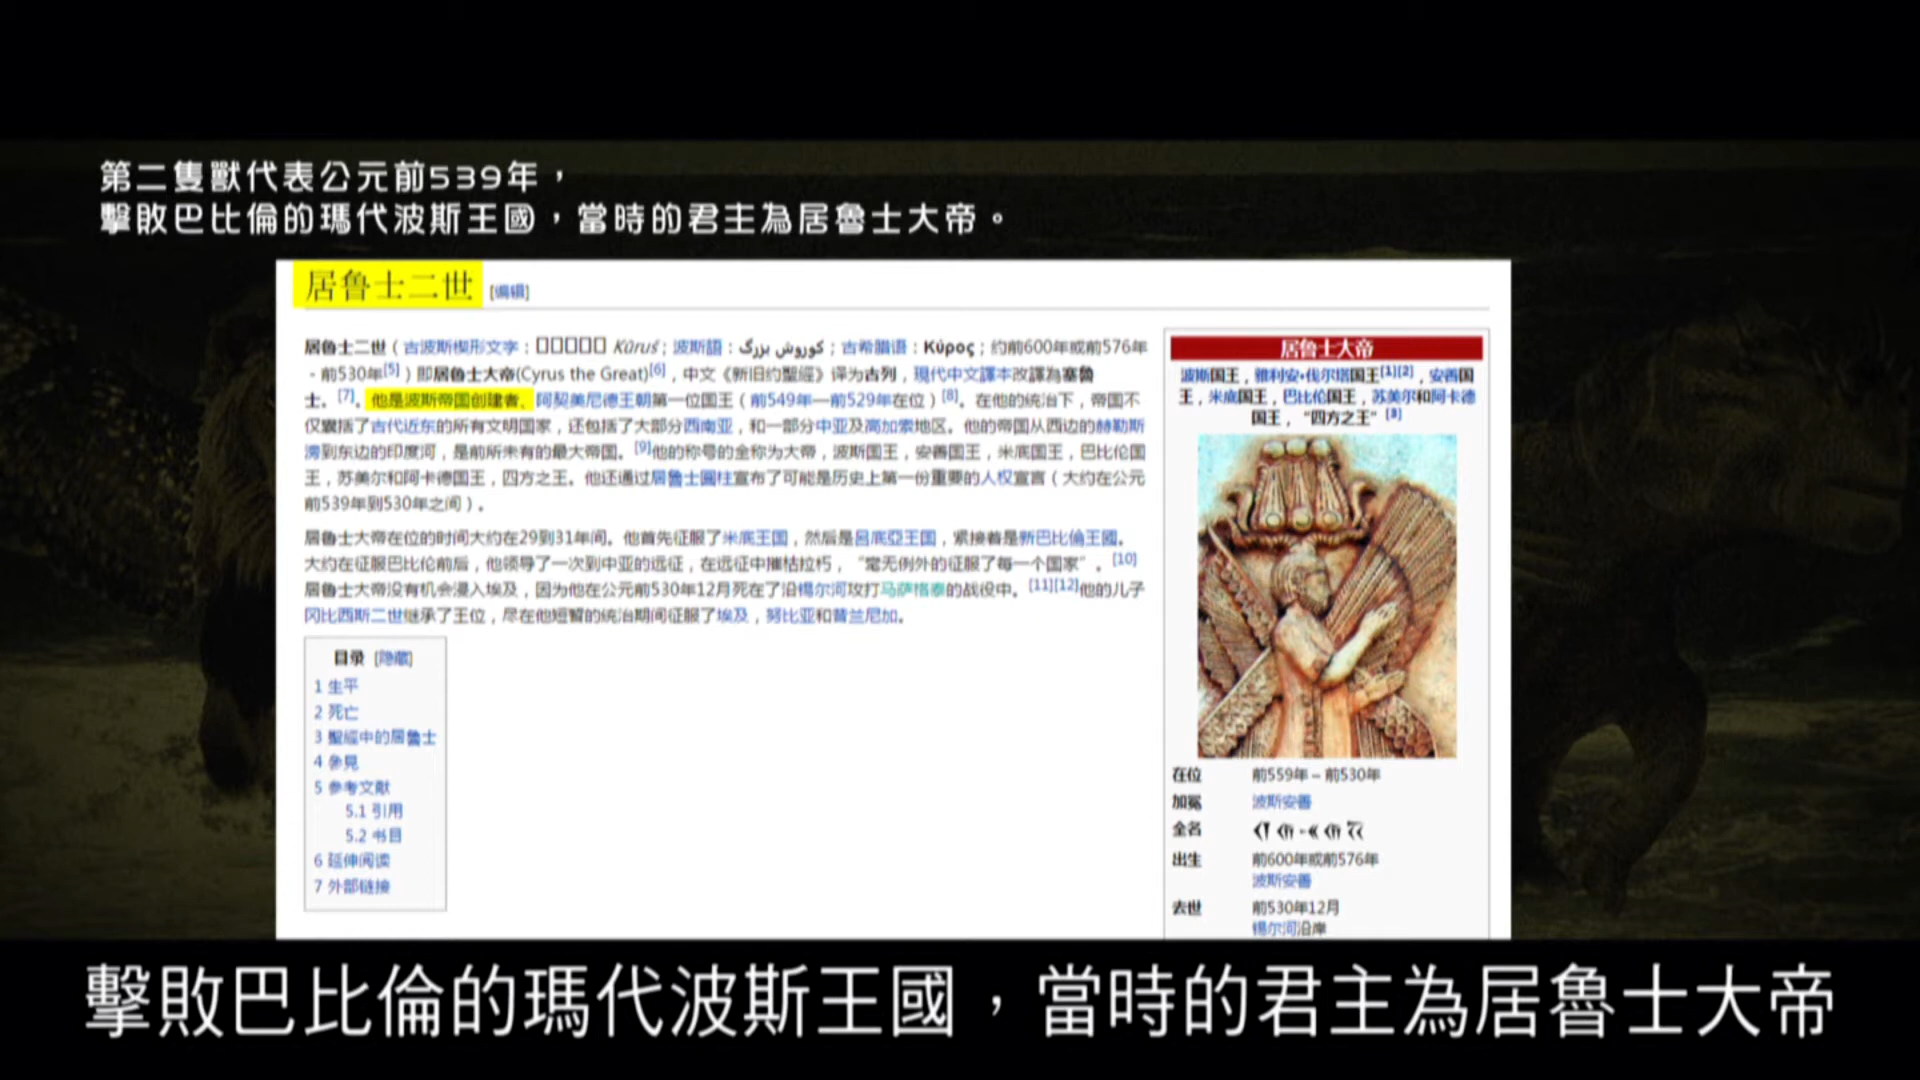 第二隻獸代表公元前539年，
擊敗巴比倫的瑪代波斯王國，當時的君主為居魯士大帝。
居鲁士二世 [编辑]
居鲁士二世（古波斯楔形文字：𐎤𐎢𐎽𐎢𐏁 Kūruš；波斯語：کوروش بزرگ；古希腊语：Κύρος；约前600年或前576年
- 前530年[5]）即居鲁士大帝(Cyrus the Great)[6]，中文《新旧约聖經》译为古列，現代中文譯本改譯為塞魯
士。[7]。他是波斯帝国创建者、阿契美尼德王朝第一位国王（前549年—前529年在位）[8]。在他的统治下，帝国不
仅囊括了古代近东的所有文明国家，还包括了大部分西南亚，和一部分中亚及高加索地区。他的帝国从西边的赫勒斯
滂到东边的印度河，是前所未有的最大帝国。[9]他的称号的全称为大帝，波斯国王，安善国王，米底国王，巴比伦国
王，苏美尔和阿卡德国王，四方之王。他还通过居鲁士圓柱宣布了可能是历史上第一份重要的人权宣言（大约在公元
前539年到530年之间）。
居鲁士大帝在位的时间大约在29到31年间。他首先征服了米底王国，然后是呂底亞王国，紧接着是新巴比倫王國。
大约在征服巴比伦前后，他领导了一次到中亚的远征，在远征中摧枯拉朽，“毫无例外的征服了每一个国家”。[10]
居鲁士大帝没有机会浸入埃及，因为他在公元前530年12月死在了沿锡尔河攻打马萨格泰的战役中。[11][12]他的儿子
冈比西斯二世继承了王位，尽在他短暂的统治期间征服了埃及，努比亚和昔兰尼加。
目录 [隐藏]
1 生平
2 死亡
3 聖經中的居魯士
4 參見
5 参考文献
5.1 引用
5.2 书目
6 延伸阅读
7 外部链接
居鲁士大帝
波斯国王，雅利安•伐尔塔国王[1][2]，安善国
王，米底国王，巴比伦国王，苏美尔和阿卡德
国王，“四方之王” [3]
在位 前559年 – 前530年
加冕 波斯安善
全名
出生 前600年或前576年
波斯安善
去世 前530年12月
锡尔河沿岸
擊敗巴比倫的瑪代波斯王國，當時的君主為居魯士大帝